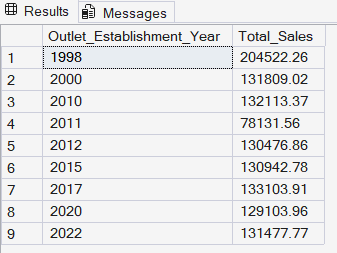 Results Messages
Outlet_Establishment_Year Total_Sales
1 1998 204522.26
2 2000 131809.02
3 2010 132113.37
4 2011 78131.56
5 2012 130476.86
6 2015 130942.78
7 2017 133103.91
8 2020 129103.96
9 2022 131477.77